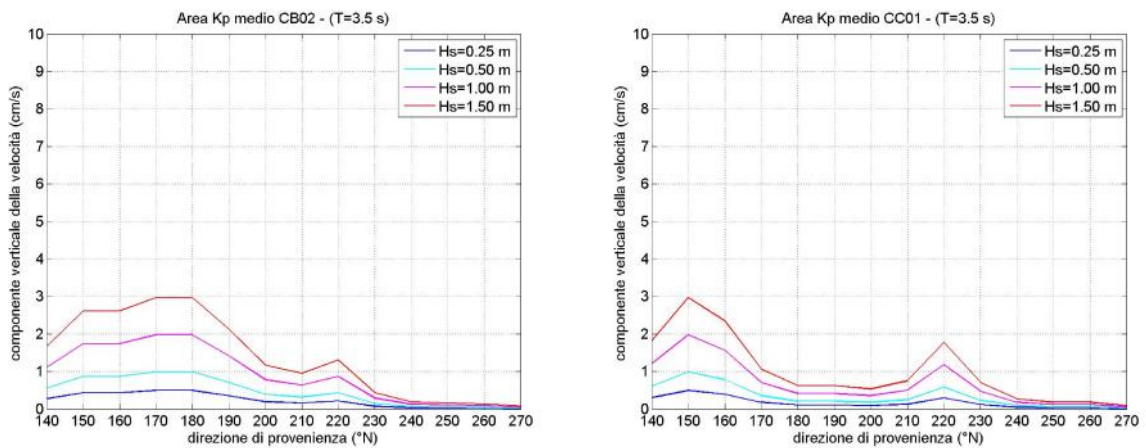 Area Kp medio CB02 - (T=3.5 s)
componente verticale della velocità (cm/s)
10
9
8
7
6
5
4
3
2
1
0
Hs=0.25 m
Hs=0.50 m
Hs=1.00 m
Hs=1.50 m
140 150 160 170 180 190 200 210 220 230 240 250 260 270
direzione di provenienza (°N)
Area Kp medio CC01 - (T=3.5 s)
componente verticale della velocità (cm/s)
10
9
8
7
6
5
4
3
2
1
0
Hs=0.25 m
Hs=0.50 m
Hs=1.00 m
Hs=1.50 m
140 150 160 170 180 190 200 210 220 230 240 250 260 270
direzione di provenienza (°N)